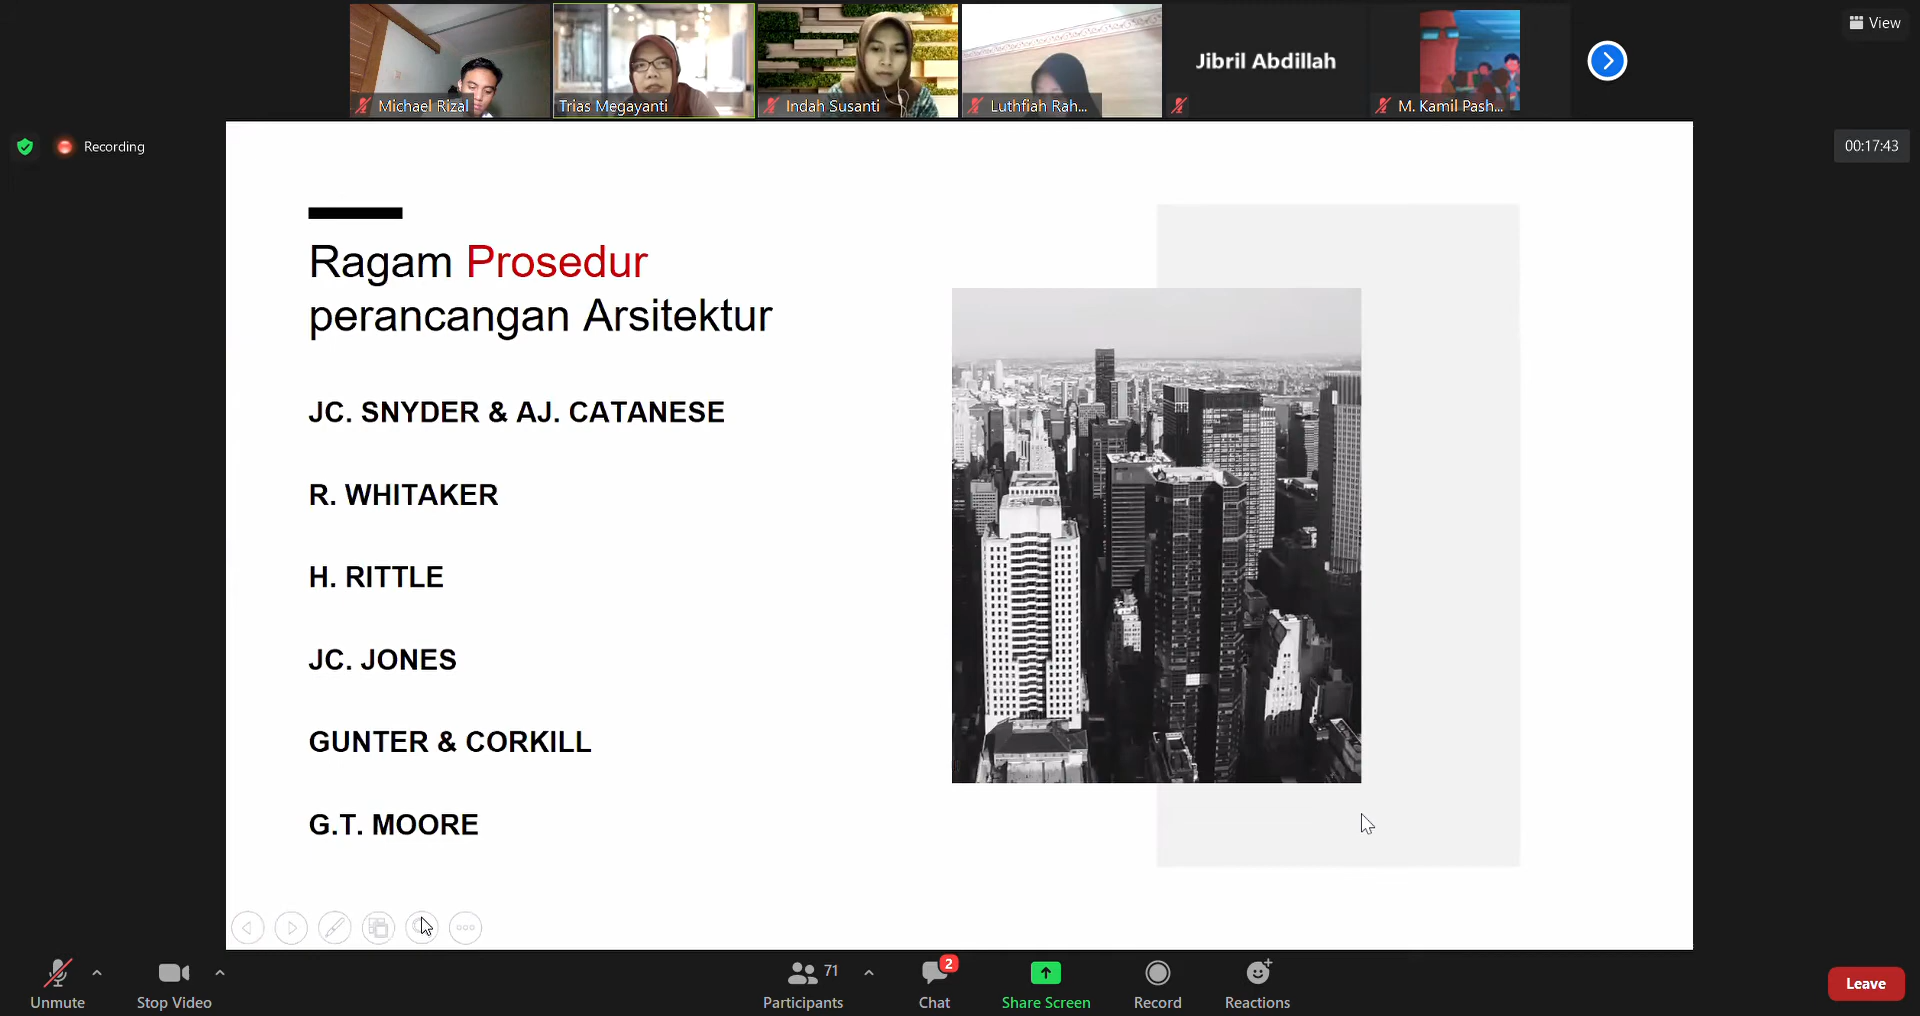 View
Michael Rizal
Trias Megayanti
Indah Susanti
Luthfiah Rah...
Jibril Abdillah
M. Kamil Pash...
Recording
00:17:43
Ragam Prosedur
perancangan Arsitektur
JC. SNYDER & AJ. CATANESE
R. WHITAKER
H. RITTLE
JC. JONES
GUNTER & CORKILL
G.T. MOORE
Unmute
Stop Video
71
Participants
2
Chat
Share Screen
Record
Reactions
Leave